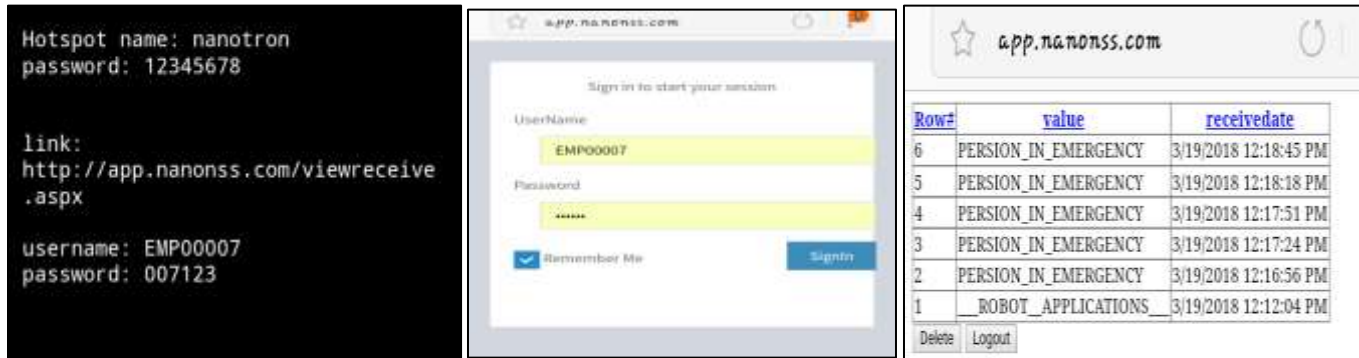 Hotspot name: nanotron
password: 12345678
link:
http://app.nanonss.com/viewreceive
.aspx
username: EMP00007
password: 007123
app.nanonss.com
Sign in to start your session
UserName
EMP00007
Password
••••••
Remember Me
SignIn
app.nanonss.com
Row# value receivedate
6 PERSION_IN_EMERGENCY 3/19/2018 12:18:45 PM
5 PERSION_IN_EMERGENCY 3/19/2018 12:18:18 PM
4 PERSION_IN_EMERGENCY 3/19/2018 12:17:51 PM
3 PERSION_IN_EMERGENCY 3/19/2018 12:17:24 PM
2 PERSION_IN_EMERGENCY 3/19/2018 12:16:56 PM
1 __ROBOT__APPLICATIONS__ 3/19/2018 12:12:04 PM
Delete Logout